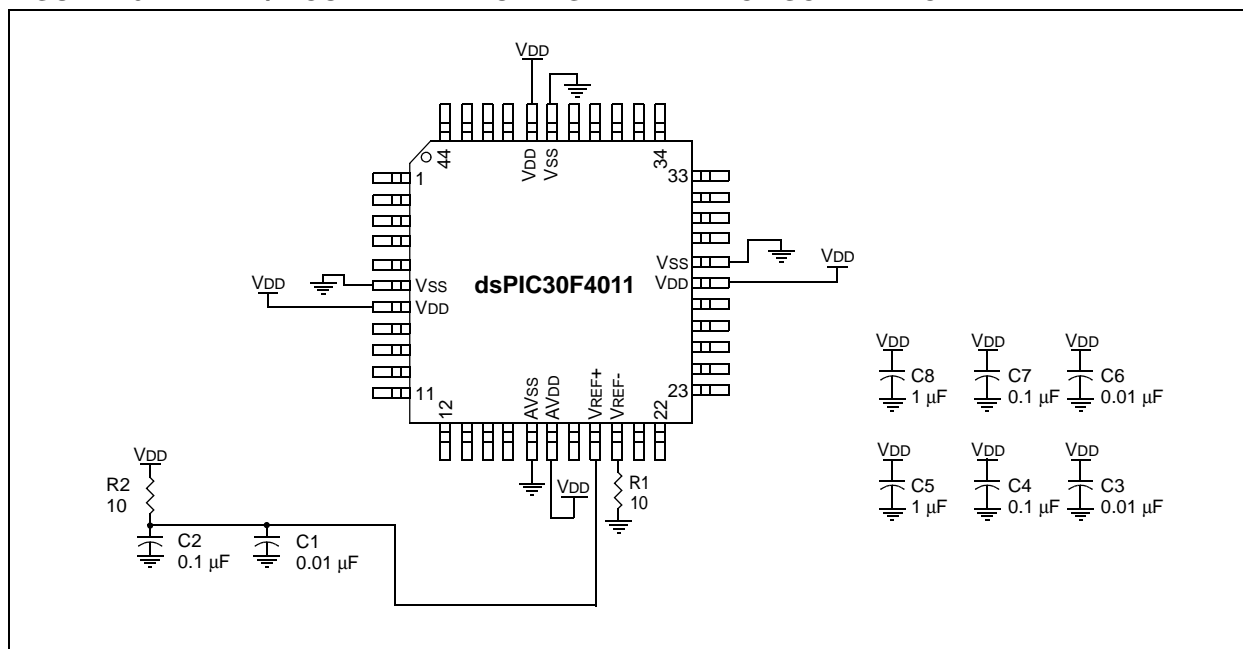 VDD
44
VDD
VSS
34
1
33
VSS
VDD
VDD
VDD
VSS
VDD
dsPIC30F4011
11
23
12
AVSS
AVDD
VREF+
VREF-
22
VDD
R2
10
C2
0.1 μF
C1
0.01 μF
VDD
R1
10
VDD
C8
1 μF
VDD
C7
0.1 μF
VDD
C6
0.01 μF
VDD
C5
1 μF
VDD
C4
0.1 μF
VDD
C3
0.01 μF